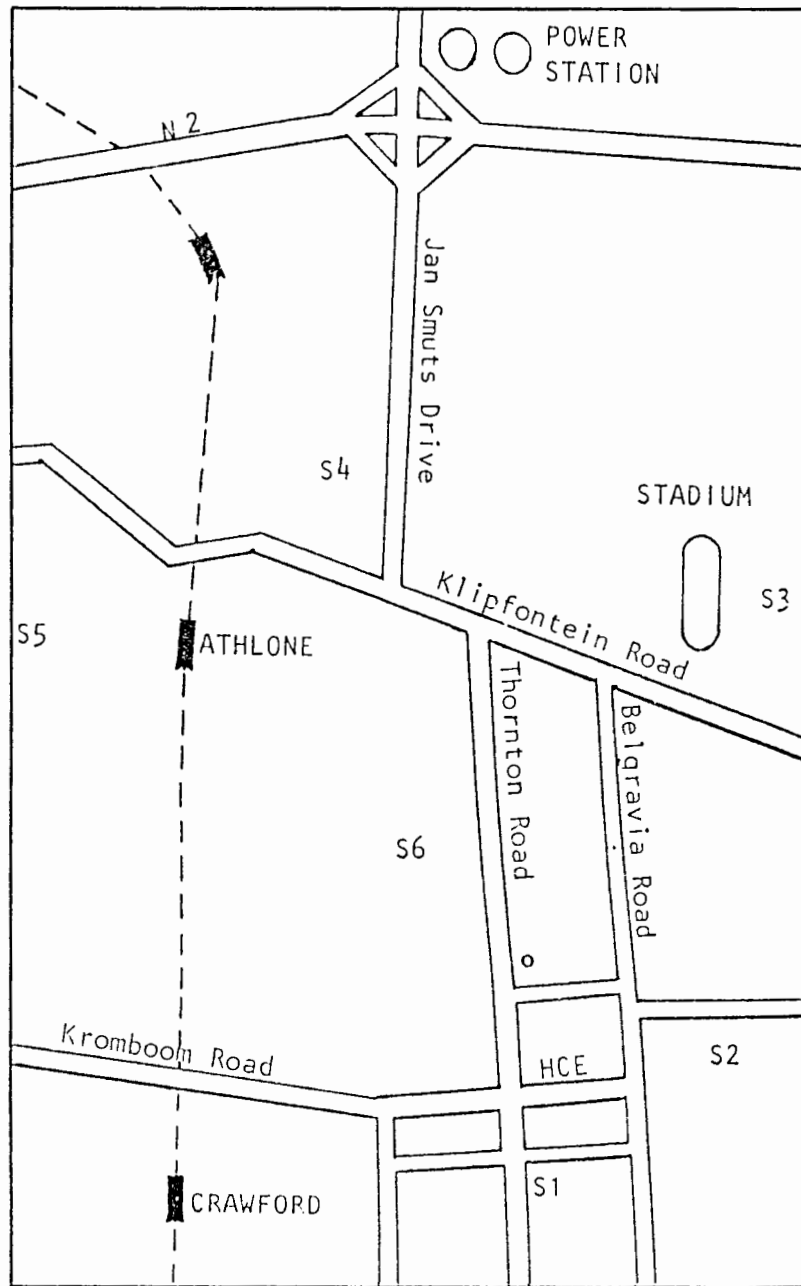 POWER
STATION
N2
Jan Smuts Drive
S4
STADIUM
Klipfontein Road
S3
S5
ATHLONE
Thornton Road
Belgravia Road
S6
Kromboom Road
HCE
S2
CRAWFORD
S1